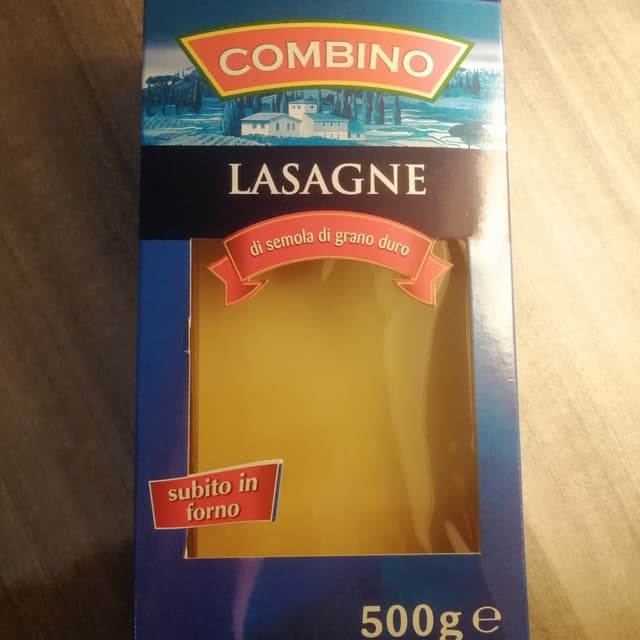 COMBINO
LASAGNE
di semola di grano duro
subito in
forno
500g e